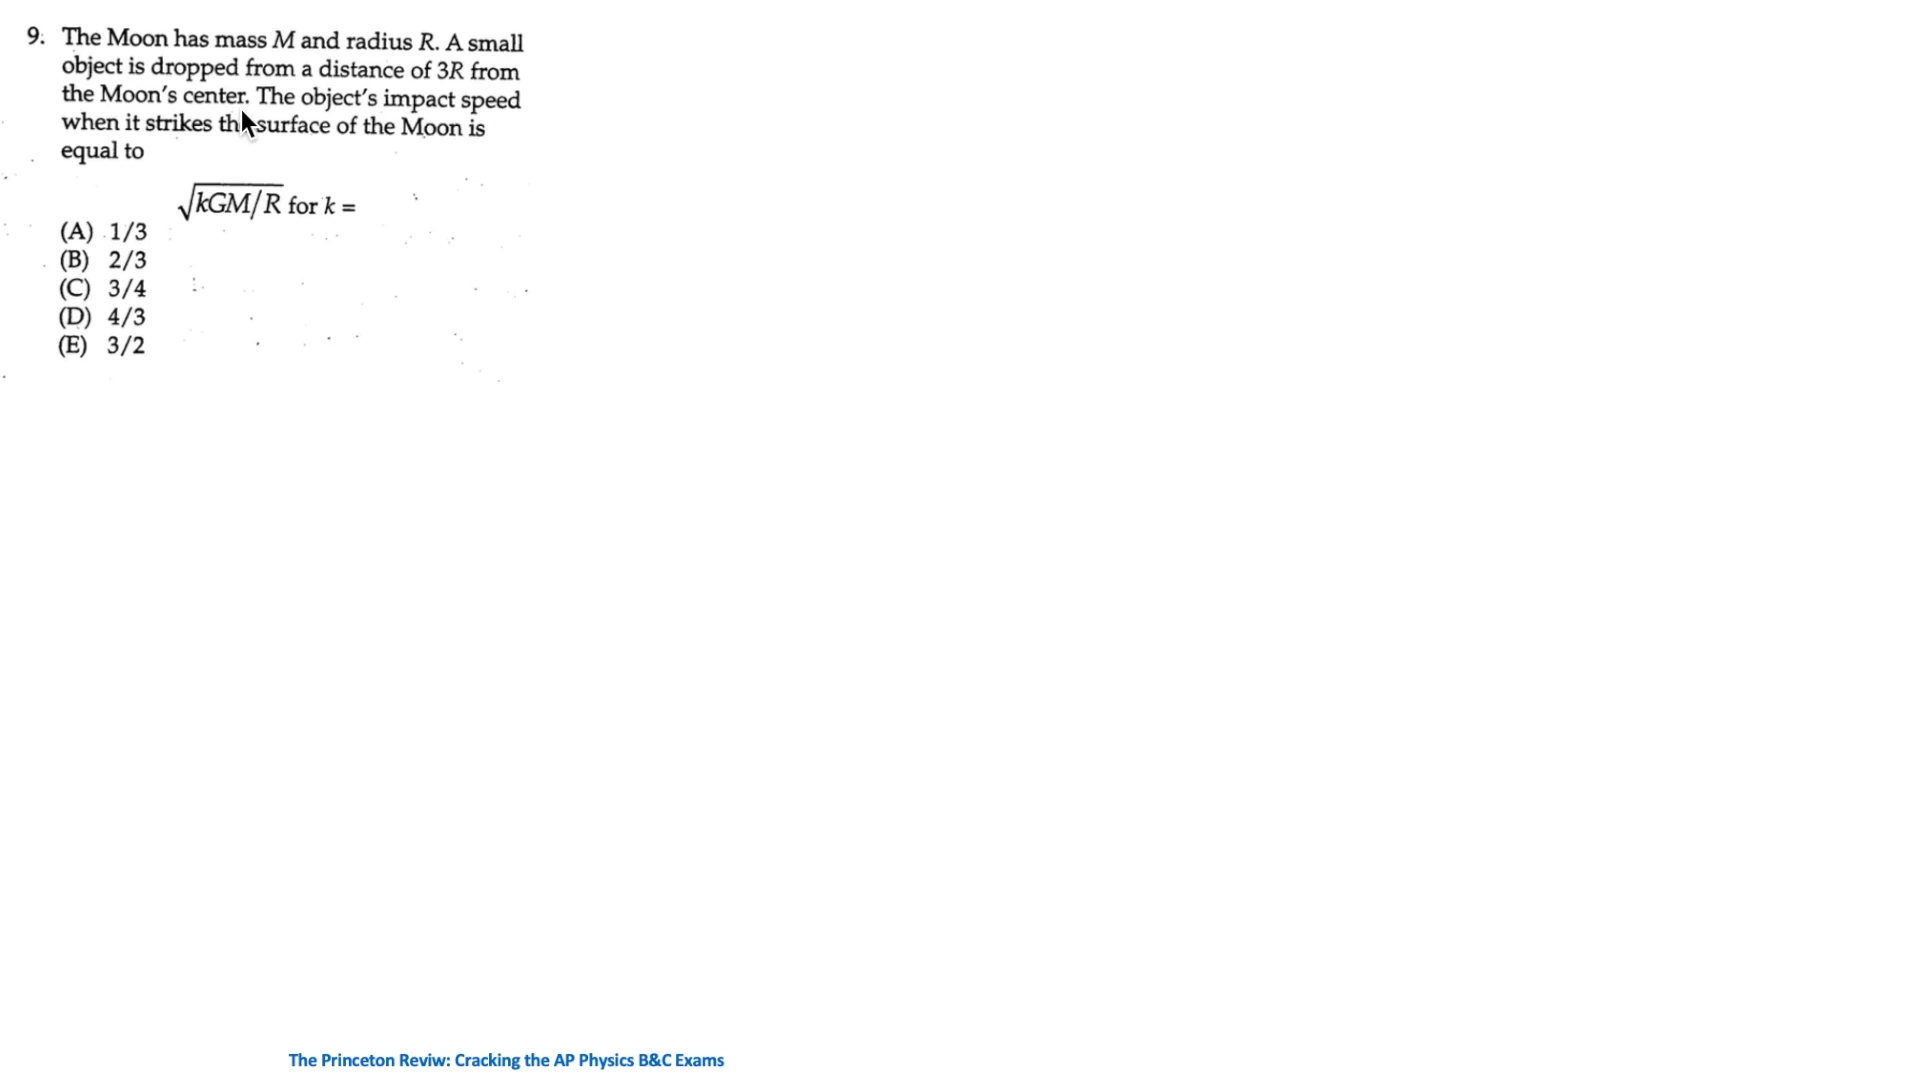 9. The Moon has mass M and radius R. A small
object is dropped from a distance of 3R from
the Moon's center. The object's impact speed
when it strikes th surface of the Moon is
equal to
√kGM/R for k =
(A) 1/3
(B) 2/3
(C) 3/4
(D) 4/3
(E) 3/2
The Princeton Reviw: Cracking the AP Physics B&C Exams